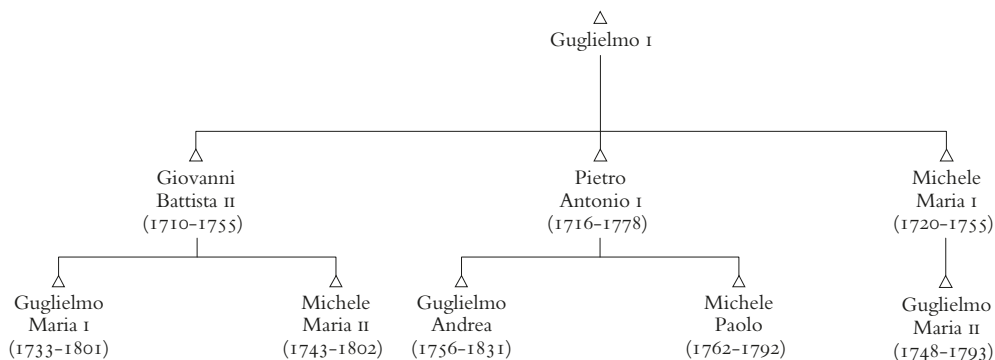 Guglielmo I
Giovanni
Battista II
(1710-1755)
Pietro
Antonio I
(1716-1778)
Michele
Maria I
(1720-1755)
Guglielmo
Maria I
(1733-1801)
Michele
Maria II
(1743-1802)
Guglielmo
Andrea
(1756-1831)
Michele
Paolo
(1762-1792)
Guglielmo
Maria II
(1748-1793)